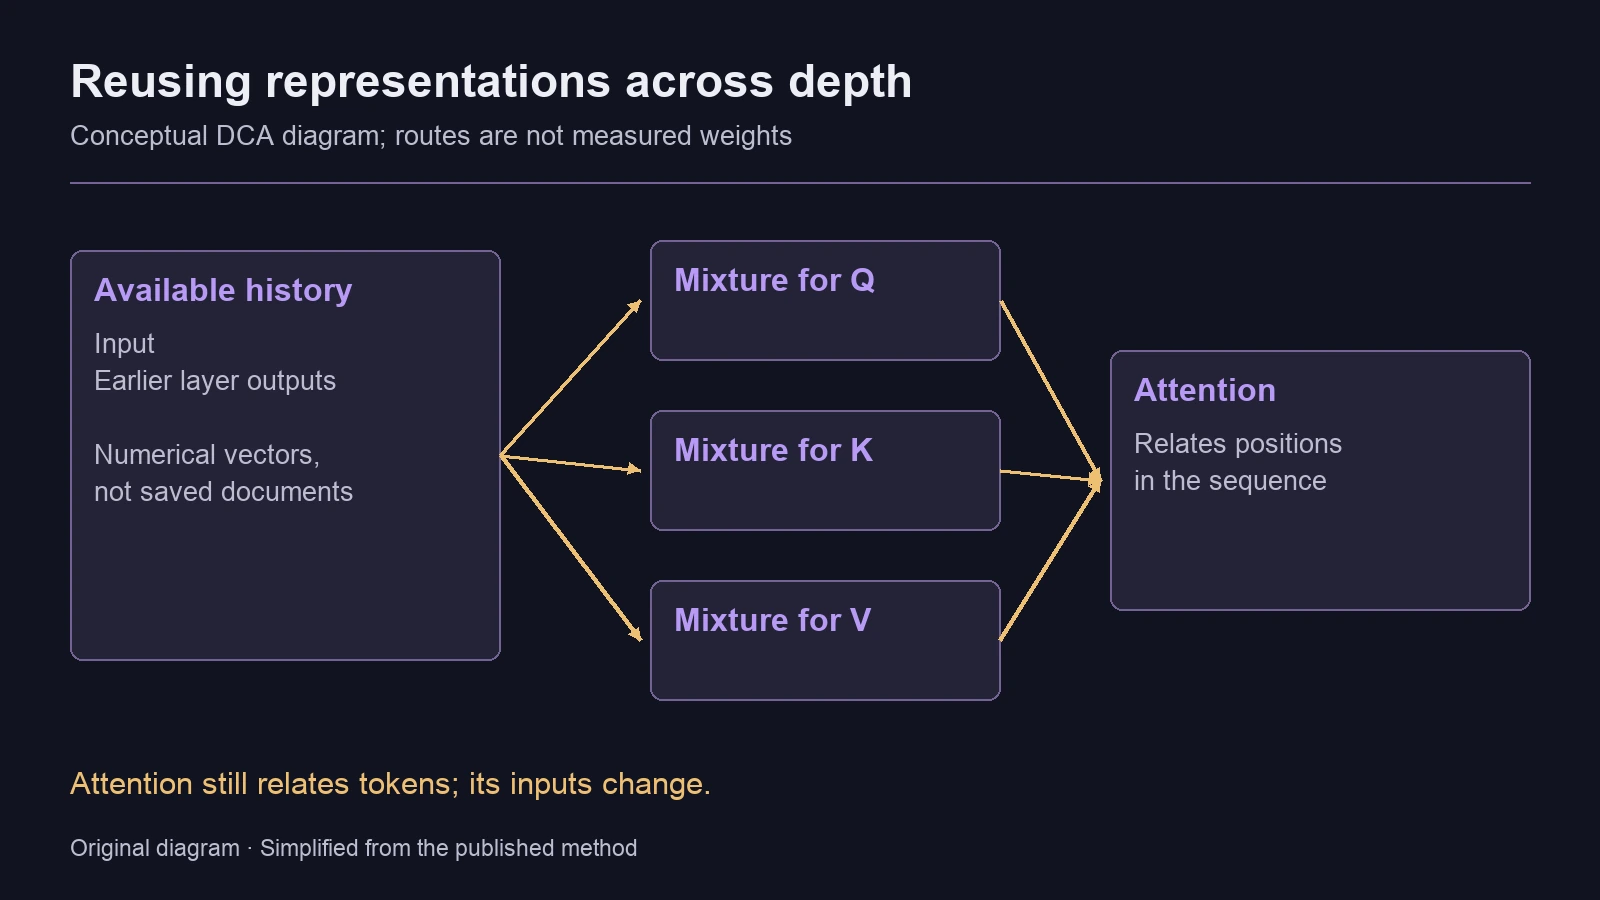 Reusing representations across depth
Conceptual DCA diagram; routes are not measured weights
Available history
Input
Earlier layer outputs
Numerical vectors,
not saved documents
Mixture for Q
Mixture for K
Mixture for V
Attention
Relates positions
in the sequence
Attention still relates tokens; its inputs change.
Original diagram · Simplified from the published method